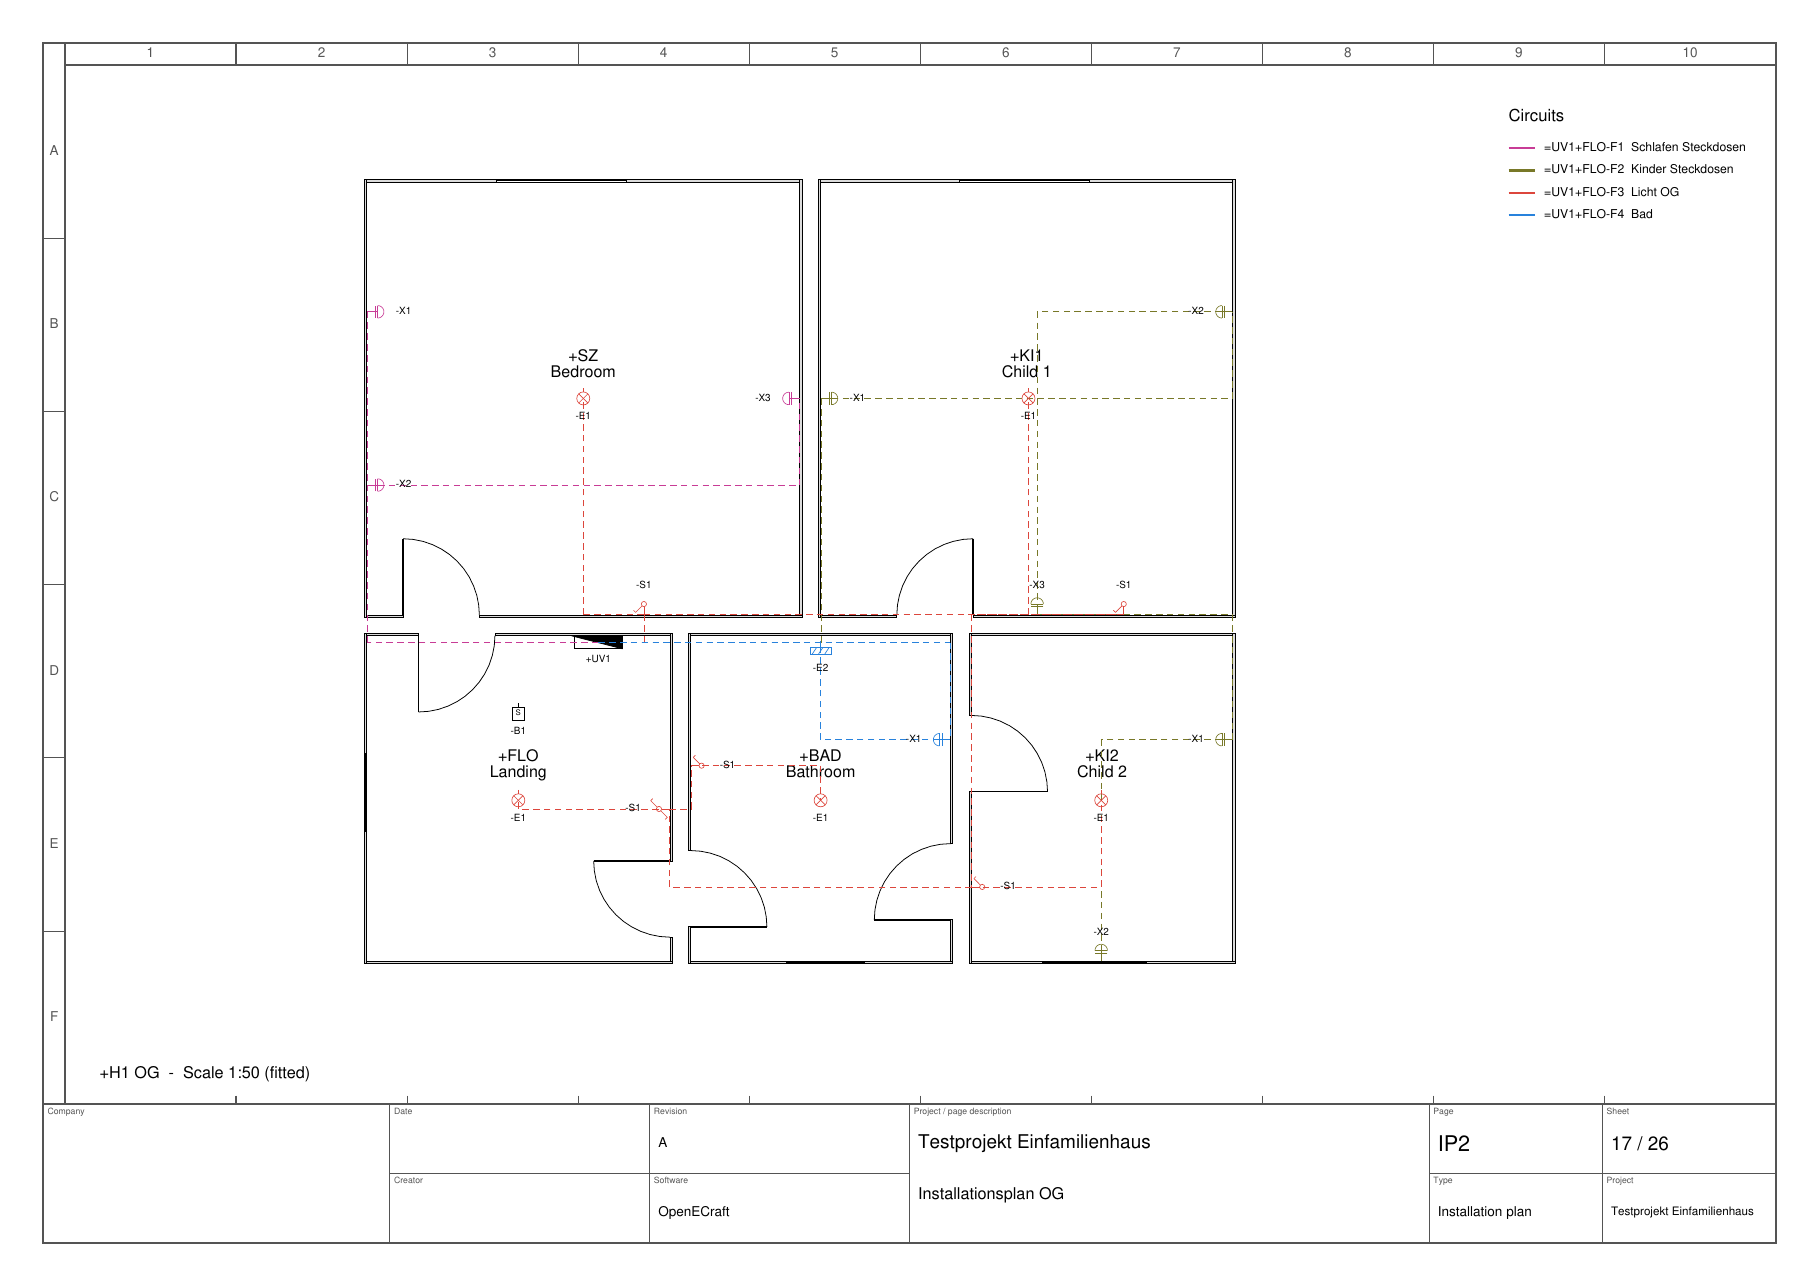 1 2 3 4 5 6 7 8 9 10
A
B
C
D
E
F
Circuits
=UV1+FLO-F1 Schlafen Steckdosen
=UV1+FLO-F2 Kinder Steckdosen
=UV1+FLO-F3 Licht OG
=UV1+FLO-F4 Bad
-X1
+SZ
Bedroom
-E1
-X3
-X2
-S1
-X2
+KI1
Child 1
-X1
-E1
-X3
-S1
+UV1
S
-B1
+FLO
Landing
-E1
-S1
-E2
-X1
-S1
+BAD
Bathroom
-E1
-X1
+KI2
Child 2
-E1
-S1
-X2
+H1 OG - Scale 1:50 (fitted)
Company
Date
Revision
A
Creator
Software
OpenECraft
Project / page description
Testprojekt Einfamilienhaus
Installationsplan OG
Page
IP2
Sheet
17 / 26
Type
Installation plan
Project
Testprojekt Einfamilienhaus